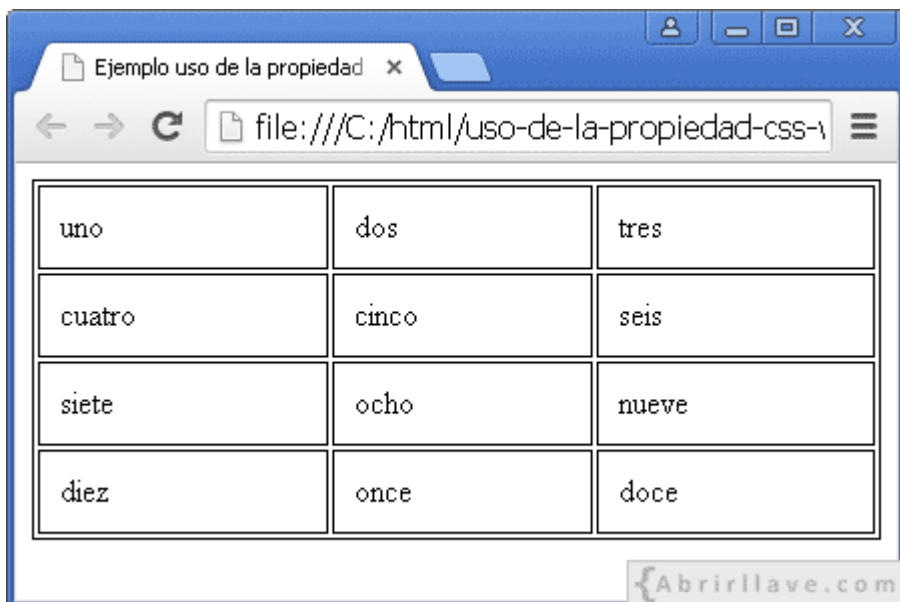 Ejemplo uso de la propiedad
file:///C:/html/uso-de-la-propiedad-css-
uno dos tres
cuatro cinco seis
siete ocho nueve
diez once doce
{Abrirllave.com